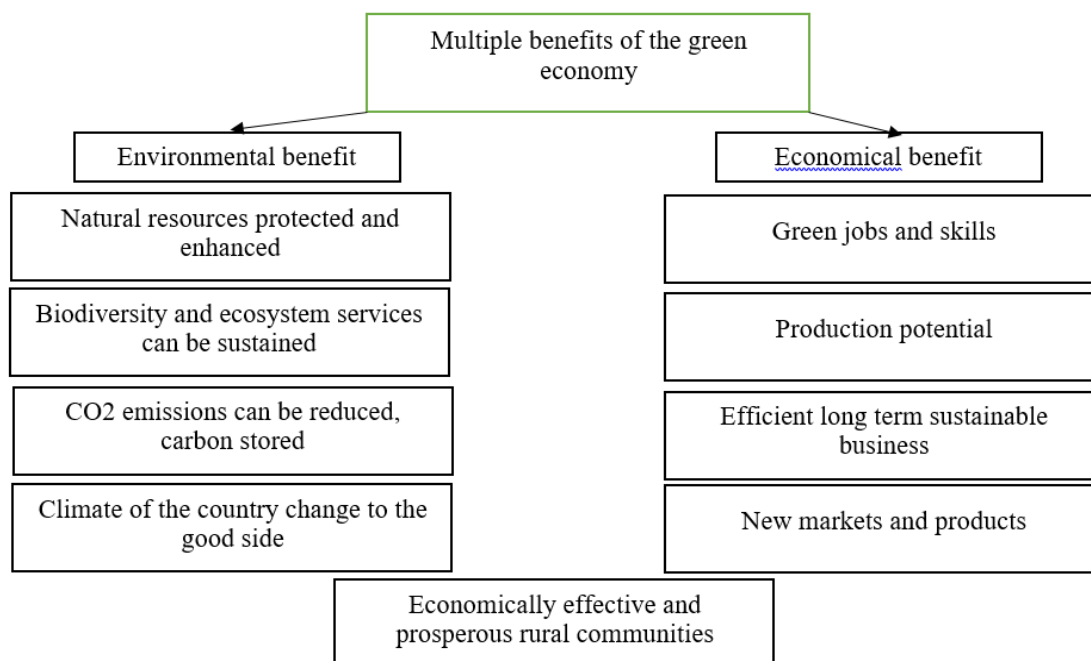 Multiple benefits of the green
economy
Environmental benefit
Economical benefit
Natural resources protected and
enhanced
Green jobs and skills
Biodiversity and ecosystem services
can be sustained
Production potential
CO2 emissions can be reduced,
carbon stored
Efficient long term sustainable
business
Climate of the country change to the
good side
New markets and products
Economically effective and
prosperous rural communities